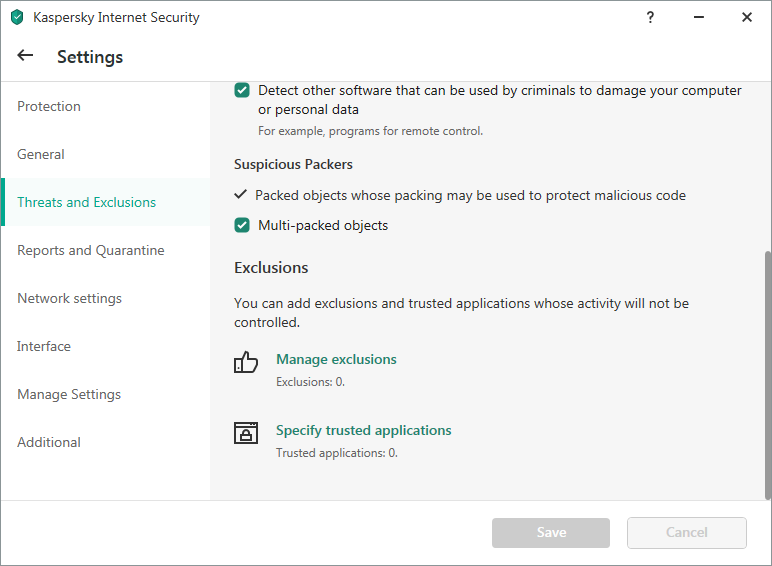 Kaspersky Internet Security
?
Settings
Protection
General
Threats and Exclusions
Reports and Quarantine
Network settings
Interface
Manage Settings
Additional
Detect other software that can be used by criminals to damage your computer
or personal data
For example, programs for remote control.
Suspicious Packers
Packed objects whose packing may be used to protect malicious code
Multi-packed objects
Exclusions
You can add exclusions and trusted applications whose activity will not be
controlled.
Manage exclusions
Exclusions: 0.
Specify trusted applications
Trusted applications: 0.
Save
Cancel